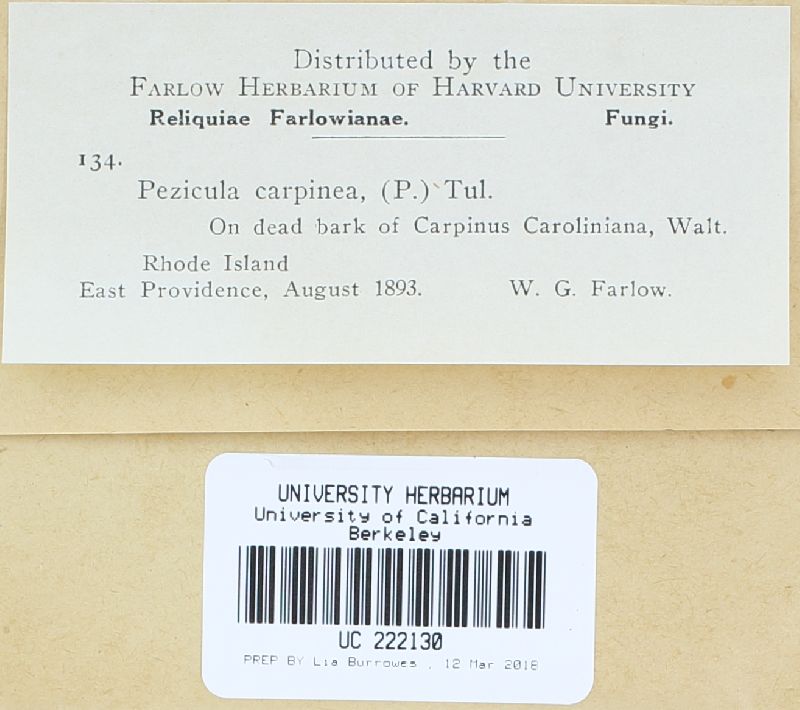 Distributed by the
Farlow Herbarium of Harvard University
Reliquiae Farlowianae. Fungi.
134.
Pezicula carpinea, (P.) Tul.
On dead bark of Carpinus Caroliniana, Walt.
Rhode Island
East Providence, August 1893. W. G. Farlow.
UNIVERSITY HERBARIUM
University of California
Berkeley
UC 222130
PREP BY Lia Burrowes , 12 Mar 2018